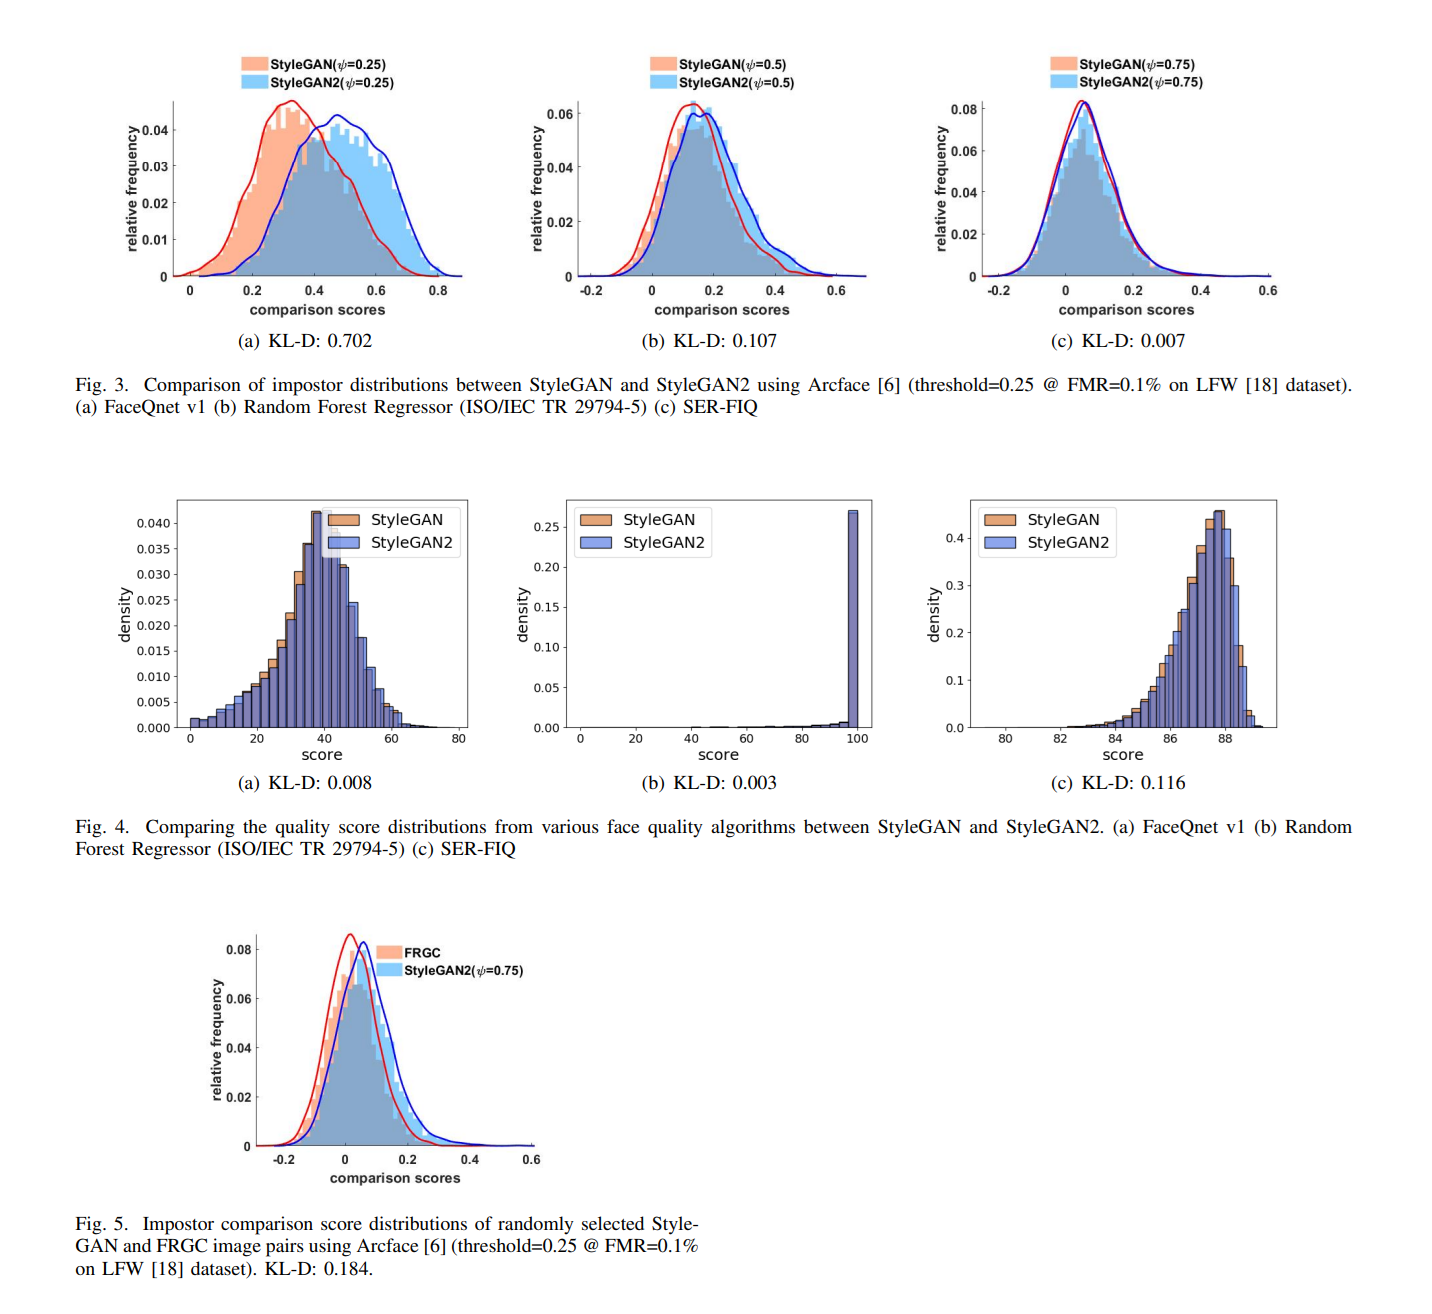 StyleGAN(ψ=0.25)
StyleGAN2(ψ=0.25)
relative frequency
0.04
0.03
0.02
0.01
0
0 0.2 0.4 0.6 0.8
comparison scores
(a) KL-D: 0.702
StyleGAN(ψ=0.5)
StyleGAN2(ψ=0.5)
relative frequency
0.06
0.04
0.02
0
-0.2 0 0.2 0.4 0.6
comparison scores
(b) KL-D: 0.107
StyleGAN(ψ=0.75)
StyleGAN2(ψ=0.75)
relative frequency
0.08
0.06
0.04
0.02
0
-0.2 0 0.2 0.4 0.6
comparison scores
(c) KL-D: 0.007
Fig. 3. Comparison of impostor distributions between StyleGAN and StyleGAN2 using Arcface [6] (threshold=0.25 @ FMR=0.1% on LFW [18] dataset).
(a) FaceQnet v1 (b) Random Forest Regressor (ISO/IEC TR 29794-5) (c) SER-FIQ
StyleGAN
StyleGAN2
density
0.040
0.035
0.030
0.025
0.020
0.015
0.010
0.005
0.000
0 20 40 60 80
score
(a) KL-D: 0.008
StyleGAN
StyleGAN2
density
0.25
0.20
0.15
0.10
0.05
0.00
0 20 40 60 80 100
score
(b) KL-D: 0.003
StyleGAN
StyleGAN2
density
0.4
0.3
0.2
0.1
0.0
80 82 84 86 88
score
(c) KL-D: 0.116
Fig. 4. Comparing the quality score distributions from various face quality algorithms between StyleGAN and StyleGAN2. (a) FaceQnet v1 (b) Random
Forest Regressor (ISO/IEC TR 29794-5) (c) SER-FIQ
FRGC
StyleGAN2(ψ=0.75)
relative frequency
0.08
0.06
0.04
0.02
0
-0.2 0 0.2 0.4 0.6
comparison scores
Fig. 5. Impostor comparison score distributions of randomly selected Style-
GAN and FRGC image pairs using Arcface [6] (threshold=0.25 @ FMR=0.1%
on LFW [18] dataset). KL-D: 0.184.